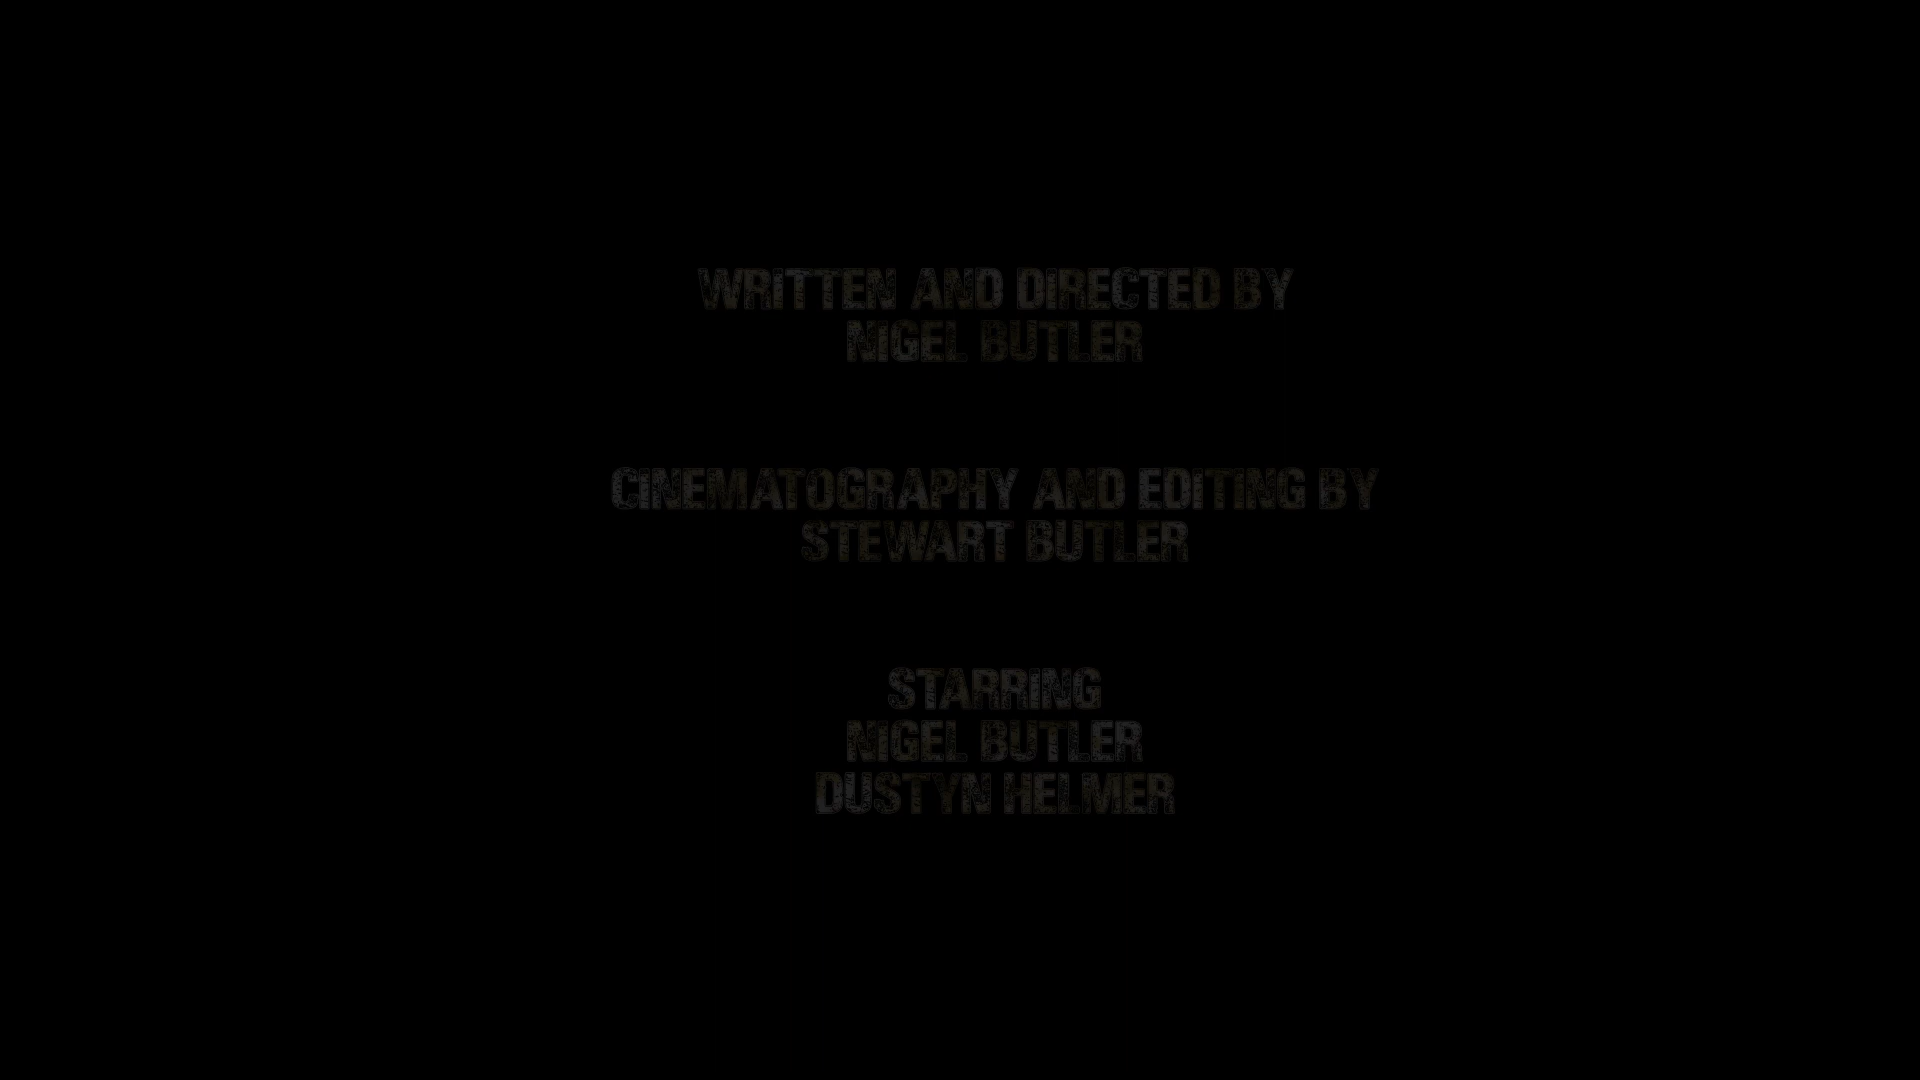 WRITTEN AND DIRECTED BY
NIGEL BUTLER
CINEMATOGRAPHY AND EDITING BY
STEWART BUTLER
STARRING
NIGEL BUTLER
DUSTYN HELMER